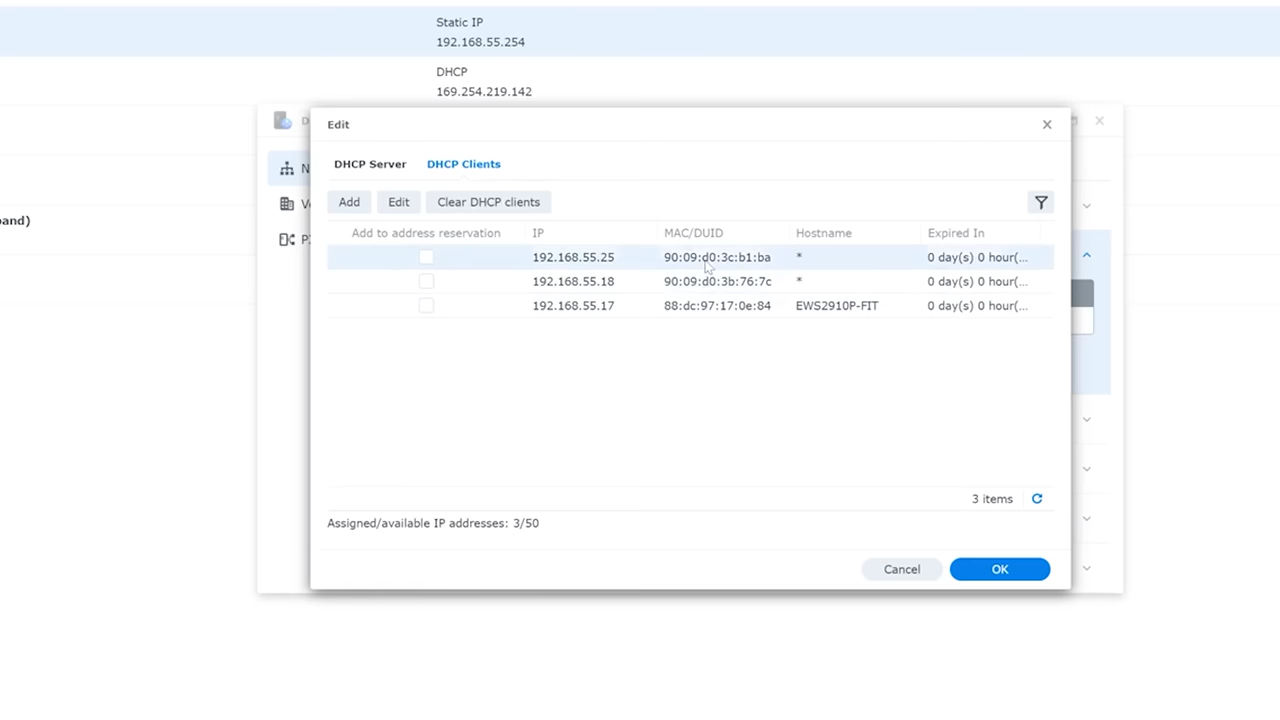 Static IP
192.168.55.254
DHCP
169.254.219.142
D
Edit
DHCP Server DHCP Clients
N
Add Edit Clear DHCP clients
and)
Add to address reservation IP MAC/DUID Hostname Expired In
192.168.55.25 90:09:d0:3c:b1:ba * 0 day(s) 0 hour(...
192.168.55.18 90:09:d0:3b:76:7c * 0 day(s) 0 hour(...
192.168.55.17 88:dc:97:17:0e:84 EWS2910P-FIT 0 day(s) 0 hour(...
3 items
Assigned/available IP addresses: 3/50
Cancel OK